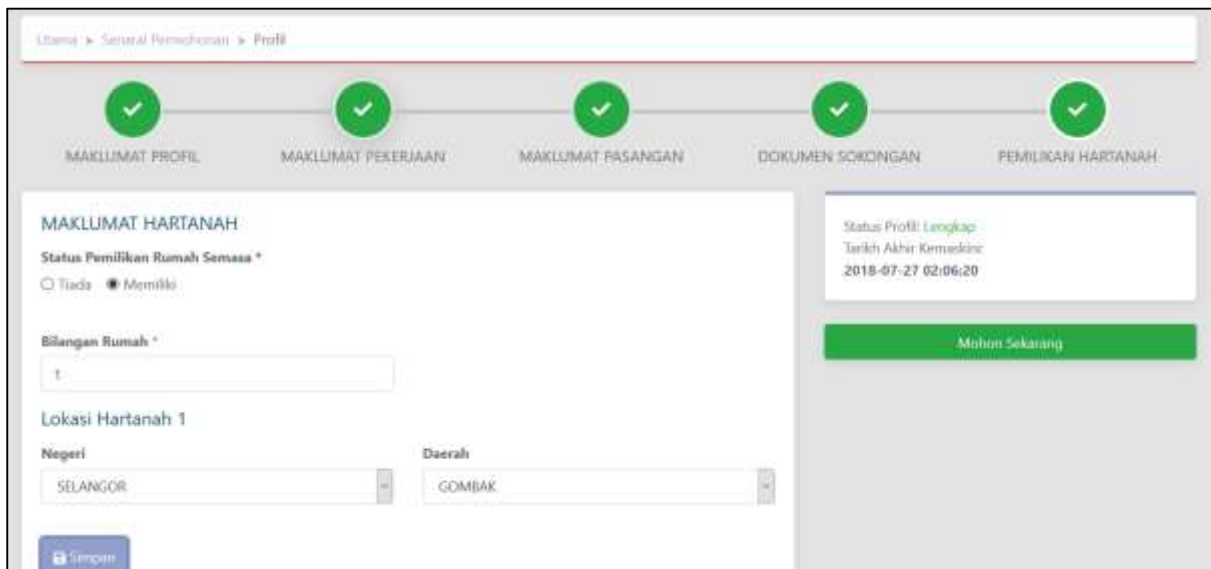 Utama > Senarai Permohonan > Profil
MAKLUMAT PROFIL
MAKLUMAT PEKERJAAN
MAKLUMAT PASANGAN
DOKUMEN SOKONGAN
PEMILIKAN HARTANAH
MAKLUMAT HARTANAH
Status Pemilikan Rumah Semasa *
Tiada Memiliki
Bilangan Rumah *
1
Lokasi Hartanah 1
Negeri Daerah
SELANGOR GOMBAK
Simpan
Status Profil: Lengkap
Tarikh Akhir Kemaskini:
2018-07-27 02:06:20
Mohon Sekarang